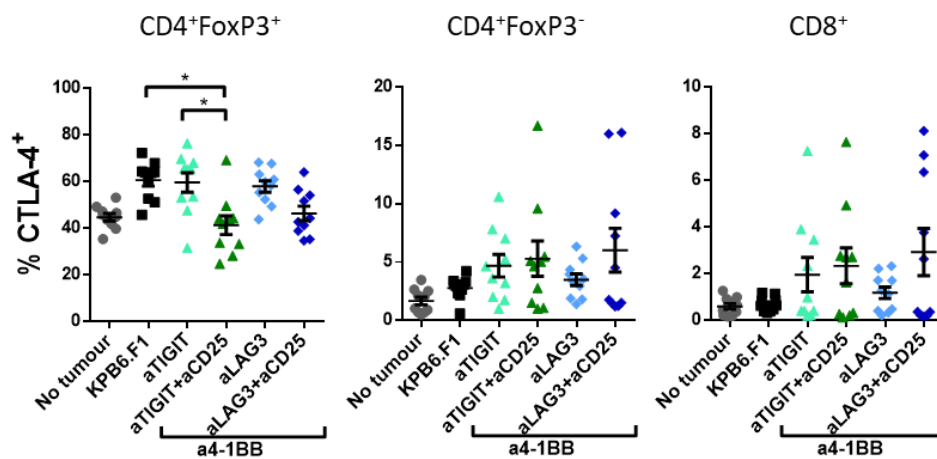 CD4⁺FoxP3⁺
CD4⁺FoxP3⁻
CD8⁺
% CTLA-4⁺
100
80
60
40
20
0
*
*
No tumour
KPB6.F1
aTIGIT
aTIGIT+aCD25
aLAG3
aLAG3+aCD25
a4-1BB
20
15
10
5
0
No tumour
KPB6.F1
aTIGIT
aTIGIT+aCD25
aLAG3
aLAG3+aCD25
a4-1BB
10
8
6
4
2
0
No tumour
KPB6.F1
aTIGIT
aTIGIT+aCD25
aLAG3
aLAG3+aCD25
a4-1BB